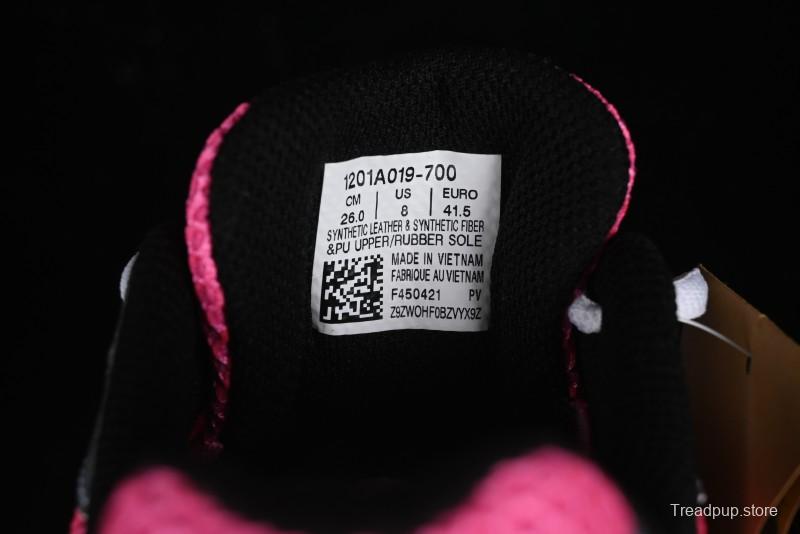 1201A019-700
CM | US | EURO
26.0 | 8 | 41.5
SYNTHETIC LEATHER & SYNTHETIC FIBER
&PU UPPER/RUBBER SOLE
MADE IN VIETNAM
FABRIQUE AU VIETNAM
F450421 PV
Z9ZWOHF0BZVYX9Z
Treadpup.store